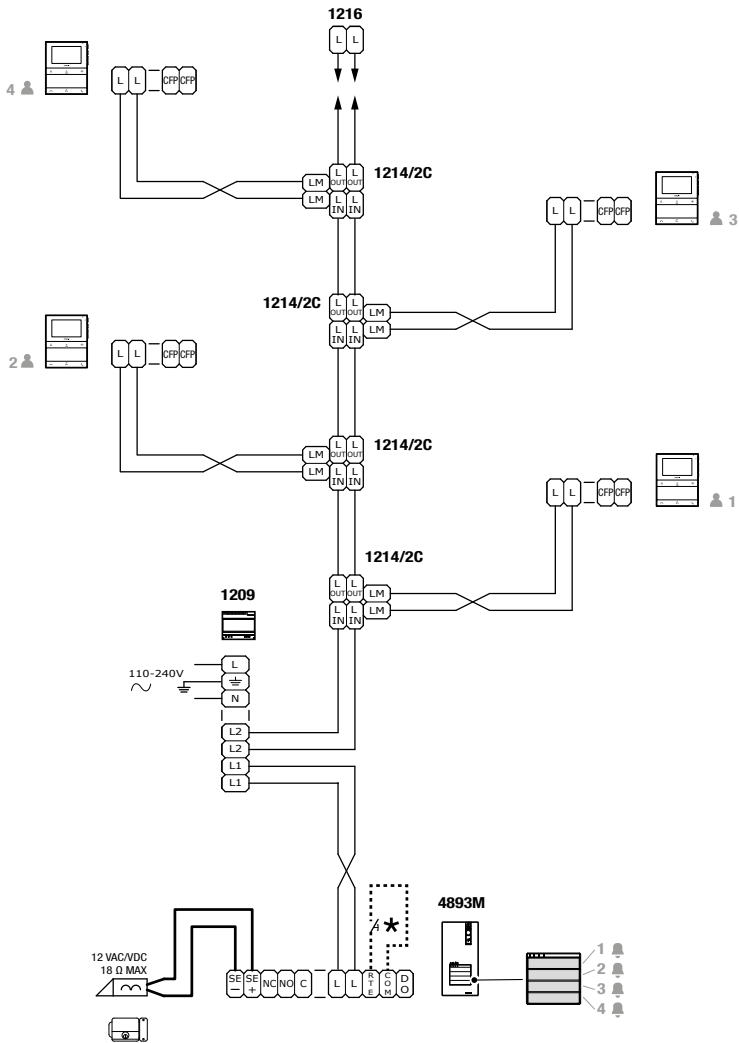 1216
L L
4
L L CFP CFP
L OUT L OUT
1214/2C
LM
LM
L IN L IN
L L CFP CFP
3
1214/2C
L OUT L OUT
LM
LM
L IN L IN
2
L L CFP CFP
L OUT L OUT
1214/2C
LM
LM
L IN L IN
L L CFP CFP
1
1214/2C
L OUT L OUT
LM
LM
L IN L IN
1209
110-240V
L
N
L2
L2
L1
L1
12 VAC/VDC
18 Ω MAX
SE - SE + NC NO C L L RTE COM DO
*
4893M
1
2
3
4